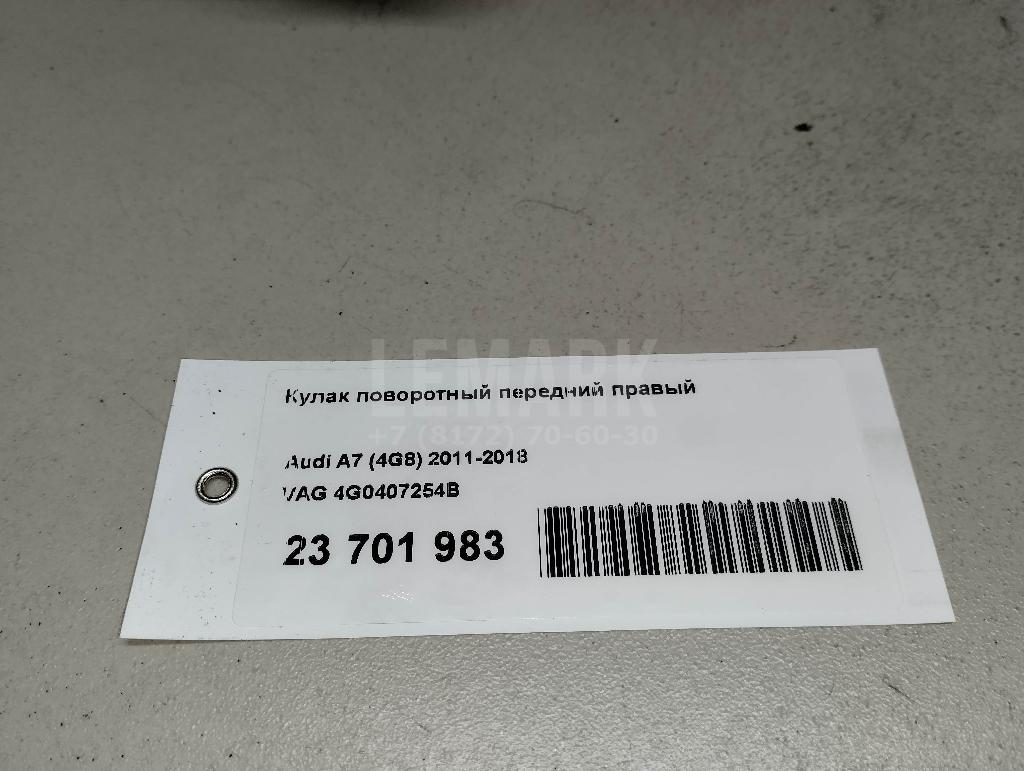 LEMARK
+7 (8172) 70-60-30
Кулак поворотный передний правый
Audi A7 (4G8) 2011-2018
VAG 4G0407254B
23 701 983